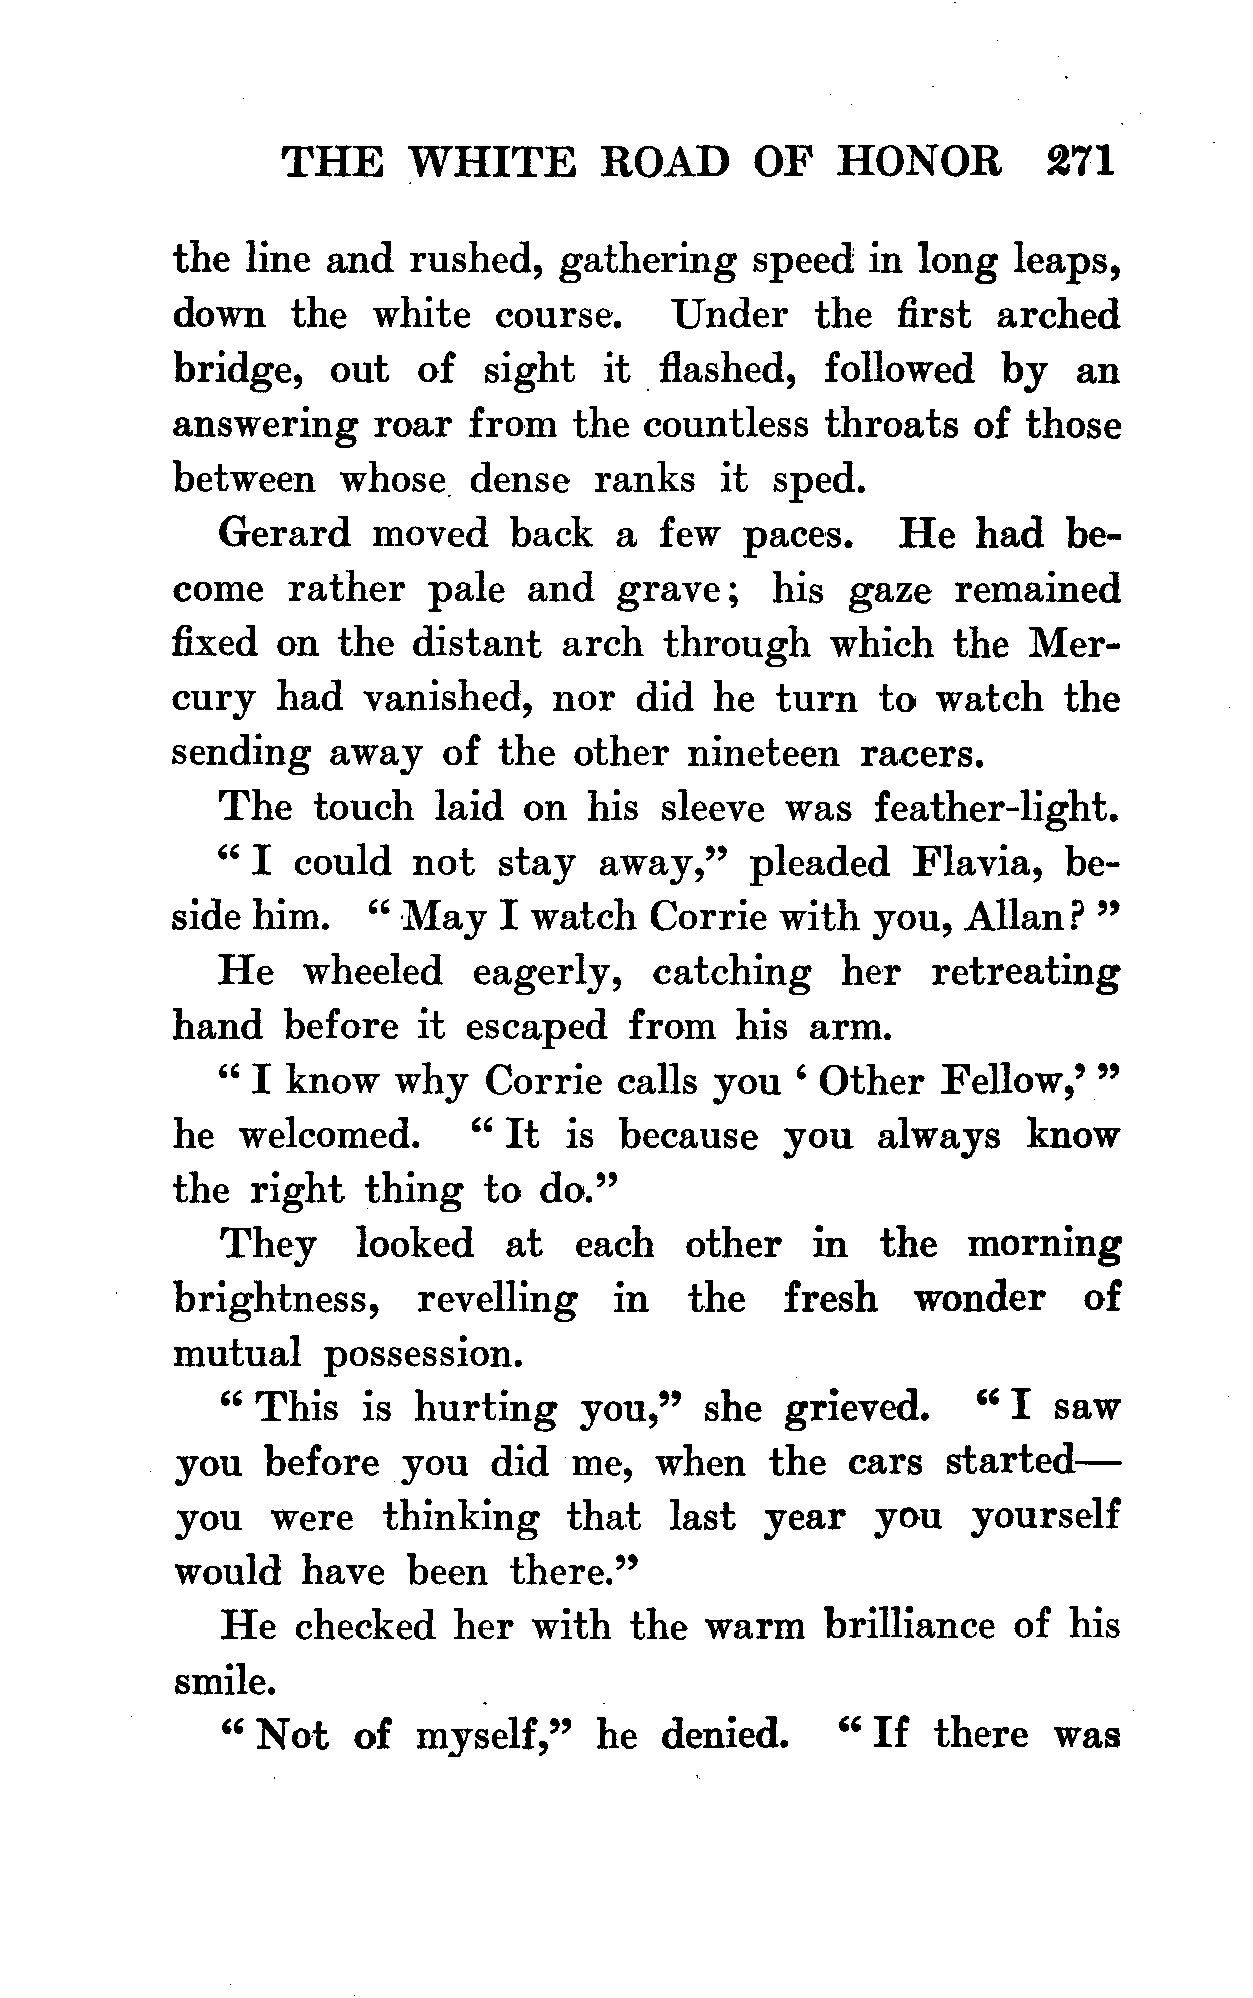 THE WHITE ROAD OF HONOR 271
the line and rushed, gathering speed in long leaps,
down the white course. Under the first arched
bridge, out of sight it flashed, followed by an
answering roar from the countless throats of those
between whose dense ranks it sped.
Gerard moved back a few paces. He had be-
come rather pale and grave; his gaze remained
fixed on the distant arch through which the Mer-
cury had vanished, nor did he turn to watch the
sending away of the other nineteen racers.
The touch laid on his sleeve was feather-light.
“ I could not stay away,” pleaded Flavia, be-
side him. “ May I watch Corrie with you, Allan? ”
He wheeled eagerly, catching her retreating
hand before it escaped from his arm.
“ I know why Corrie calls you ‘ Other Fellow,’ ”
he welcomed. “ It is because you always know
the right thing to do.”
They looked at each other in the morning
brightness, revelling in the fresh wonder of
mutual possession.
“ This is hurting you,” she grieved. “ I saw
you before you did me, when the cars started—
you were thinking that last year you yourself
would have been there.”
He checked her with the warm brilliance of his
smile.
“ Not of myself,” he denied. “ If there was